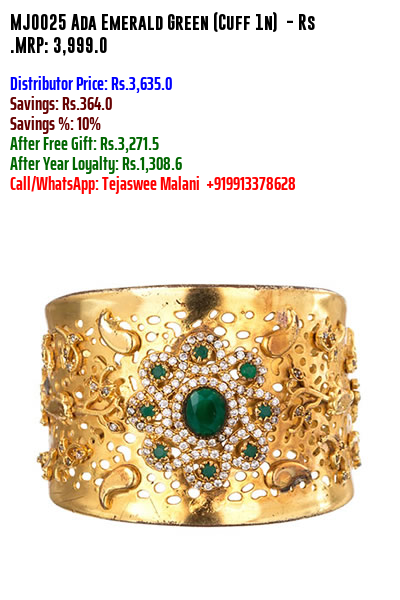 MJ0025 Ada Emerald Green (Cuff 1n) - Rs
.MRP: 3,999.0
Distributor Price: Rs.3,635.0
Savings: Rs.364.0
Savings %: 10%
After Free Gift: Rs.3,271.5
After Year Loyalty: Rs.1,308.6
Call/WhatsApp: Tejaswee Malani +919913378628